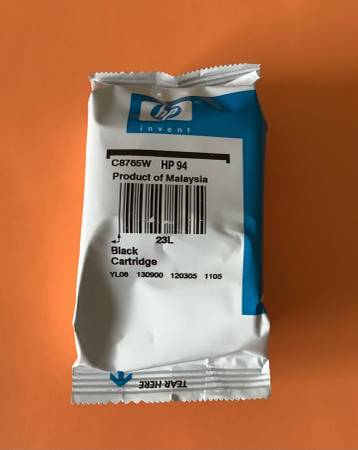 hp
invent
C8765W HP 94
Product of Malaysia
23L
Black
Cartridge
YL06 130900 120305 1105
TEAR HERE